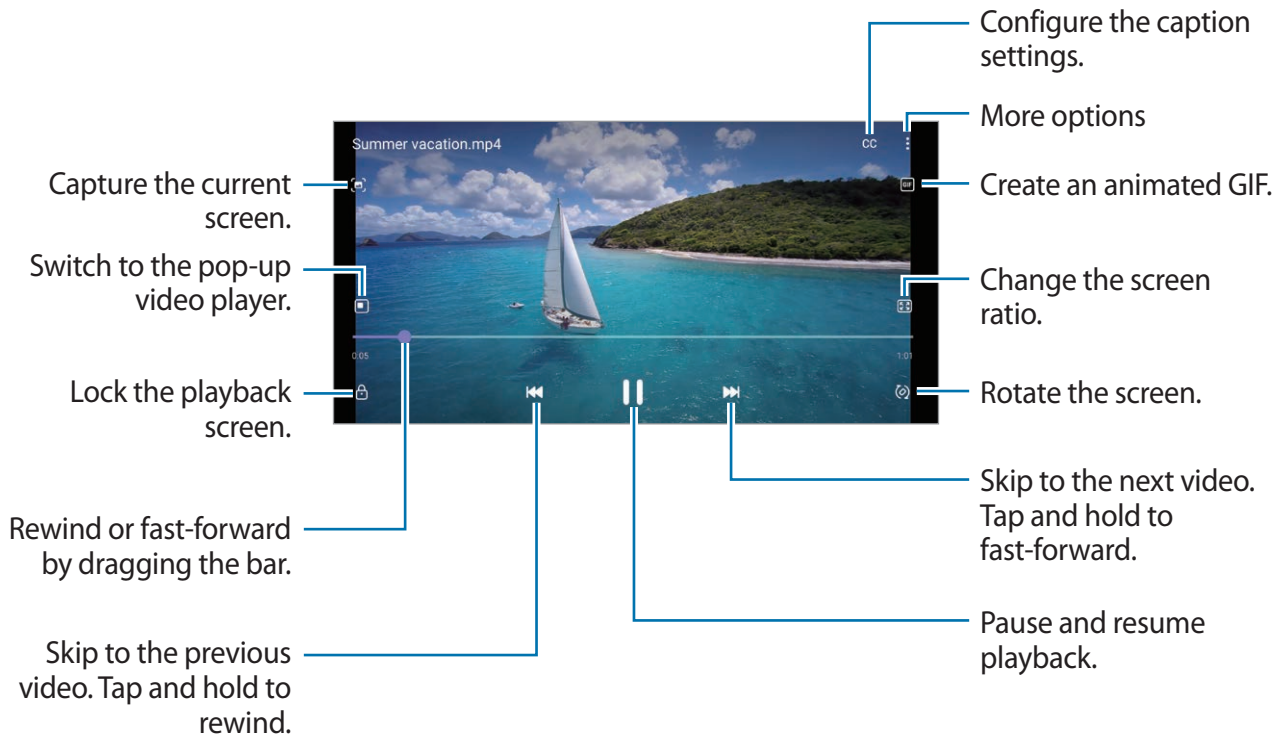 Configure the caption
settings.
More options
Summer vacation.mp4
CC
Capture the current
screen.
GIF
Create an animated GIF.
Switch to the pop-up
video player.
Change the screen
ratio.
0:05
1:01
Lock the playback
screen.
Rotate the screen.
Skip to the next video.
Tap and hold to
fast-forward.
Rewind or fast-forward
by dragging the bar.
Pause and resume
playback.
Skip to the previous
video. Tap and hold to
rewind.